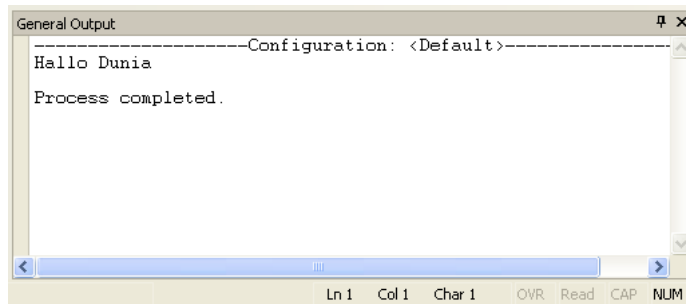 General Output
--------------------Configuration: <Default>----------------
Hallo Dunia

Process completed.
Ln 1 Col 1 Char 1 OVR Read CAP NUM